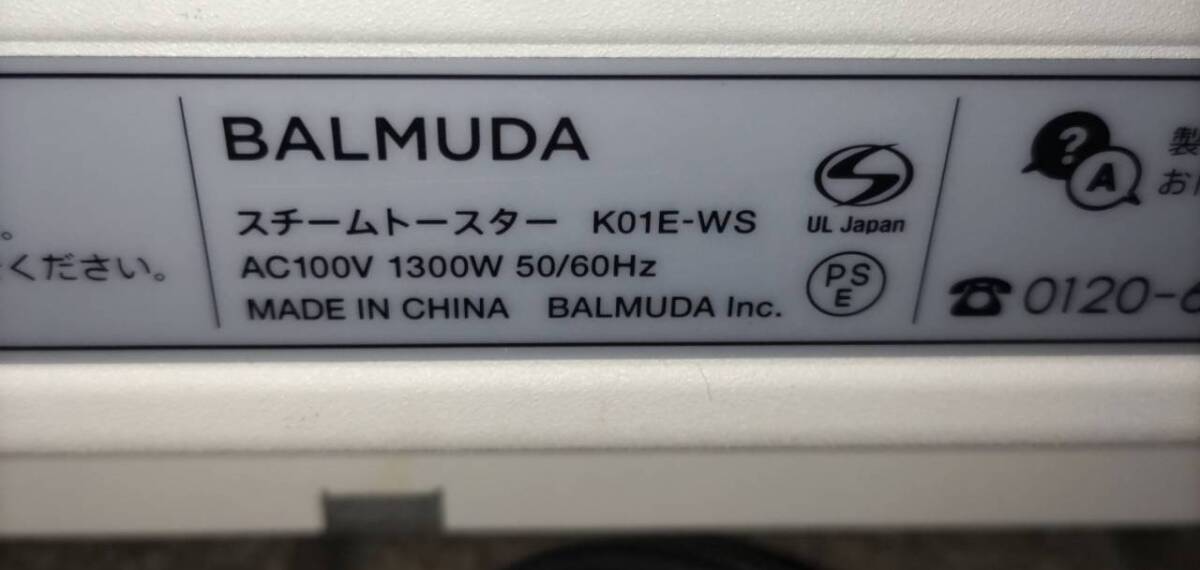 。
ください。
BALMUDA
スチームトースター K01E-WS
AC100V 1300W 50/60Hz
MADE IN CHINA BALMUDA Inc.
S
UL Japan
PS
E
?
A
製
お
0120-6